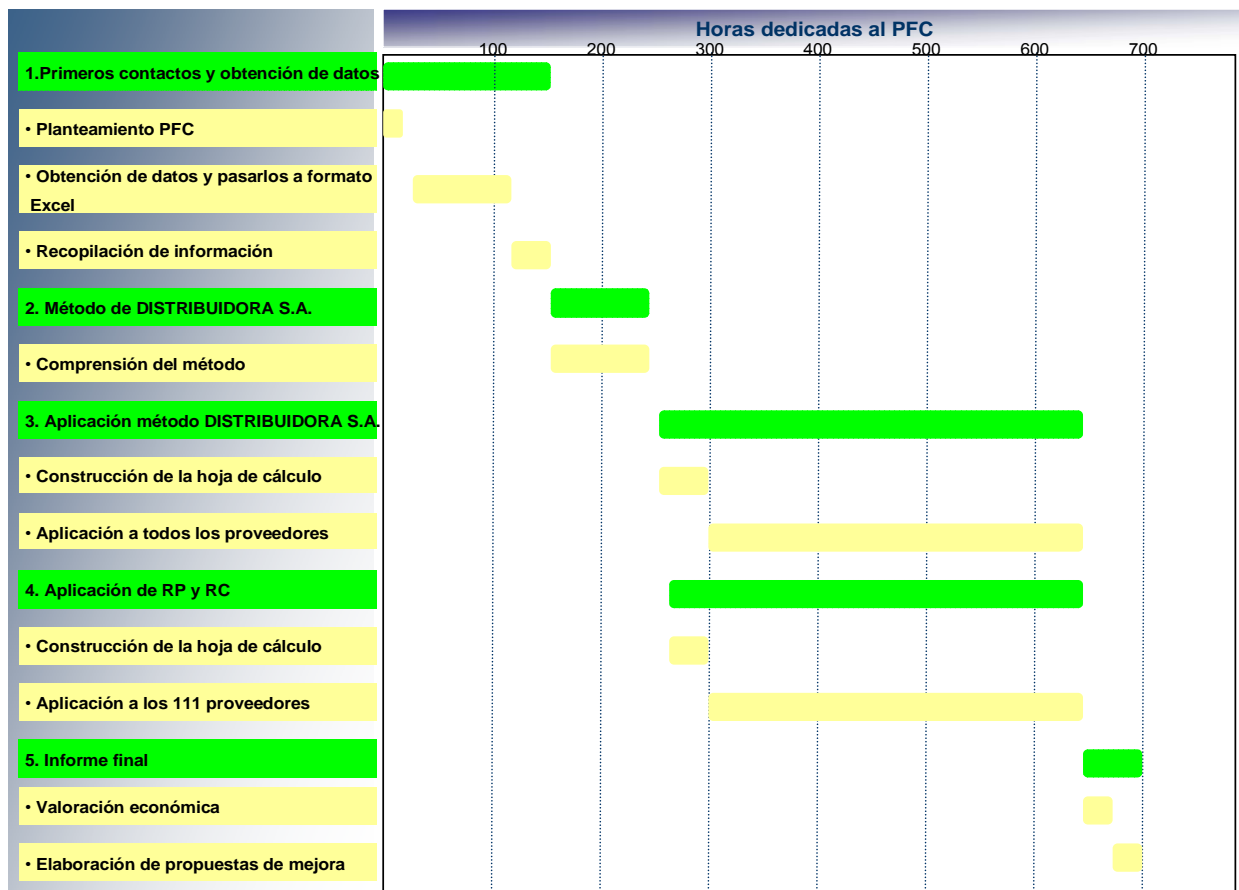 Horas dedicadas al PFC
100 200 300 400 500 600 700
1.Primeros contactos y obtención de datos
• Planteamiento PFC
• Obtención de datos y pasarlos a formato
Excel
• Recopilación de información
2. Método de DISTRIBUIDORA S.A.
• Comprensión del método
3. Aplicación método DISTRIBUIDORA S.A.
• Construcción de la hoja de cálculo
• Aplicación a todos los proveedores
4. Aplicación de RP y RC
• Construcción de la hoja de cálculo
• Aplicación a los 111 proveedores
5. Informe final
• Valoración económica
• Elaboración de propuestas de mejora